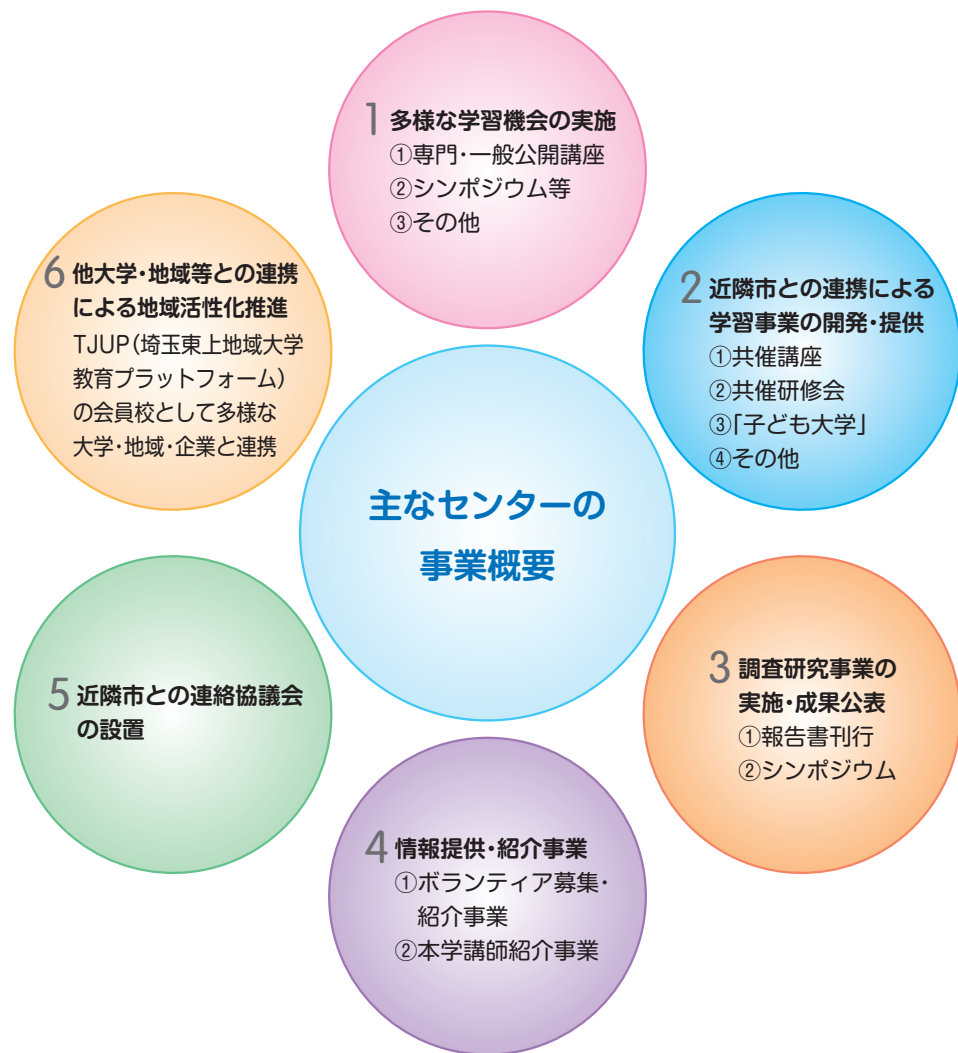 1 多様な学習機会の実施
①専門・一般公開講座
②シンポジウム等
③その他
2 近隣市との連携による
学習事業の開発・提供
①共催講座
②共催研修会
③「子ども大学」
④その他
3 調査研究事業の
実施・成果公表
①報告書刊行
②シンポジウム
4 情報提供・紹介事業
①ボランティア募集・
紹介事業
②本学講師紹介事業
5 近隣市との連絡協議会
の設置
6 他大学・地域等との連携
による地域活性化推進
TJUP(埼玉東上地域大学
教育プラットフォーム)
の会員校として多様な
大学・地域・企業と連携
主なセンターの
事業概要